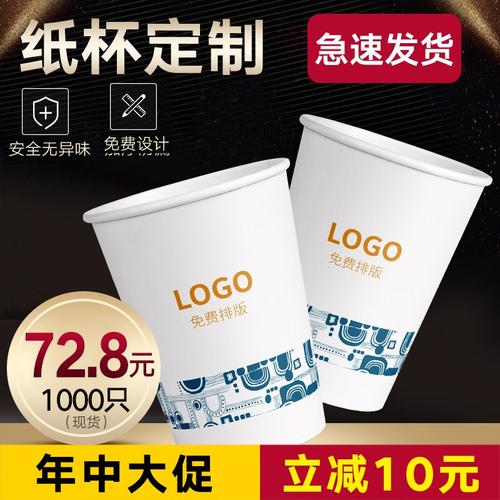 纸杯定制
急速发货
安全无异味
免费设计
LOGO
免费排版
LOGO
免费排版
72.8元
1000只
(现货)
年中大促
立减10元